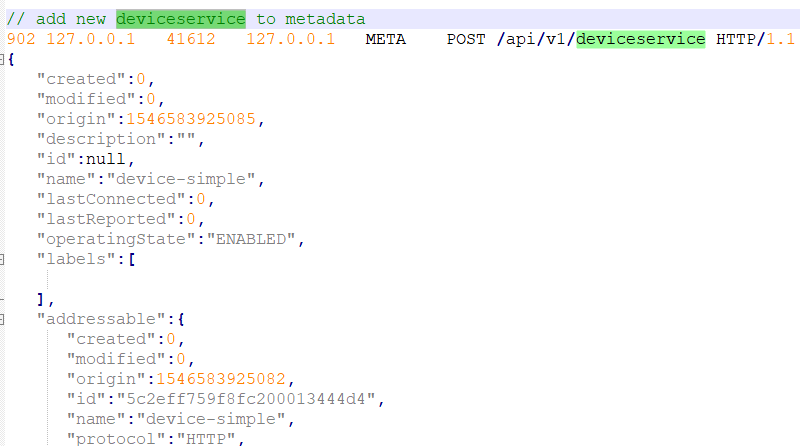 // add new deviceservice to metadata
902 127.0.0.1 41612 127.0.0.1 META POST /api/v1/deviceservice HTTP/1.1
{
"created":0,
"modified":0,
"origin":1546583925085,
"description":"",
"id":null,
"name":"device-simple",
"lastConnected":0,
"lastReported":0,
"operatingState":"ENABLED",
"labels":[
],
"addressable":{
"created":0,
"modified":0,
"origin":1546583925082,
"id":"5c2eff759f8fc200013444d4",
"name":"device-simple",
"protocol":"HTTP",